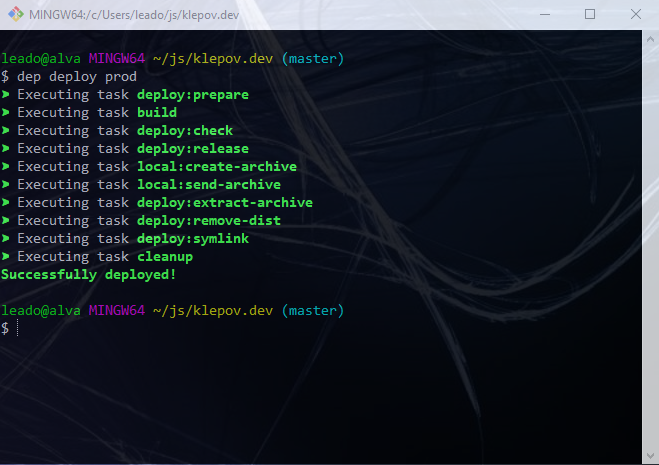 MINGW64:/c/Users/leado/js/klepov.dev
leado@alva MINGW64 ~/js/klepov.dev (master)
$ dep deploy prod
➤ Executing task deploy:prepare
➤ Executing task build
➤ Executing task deploy:check
➤ Executing task deploy:release
➤ Executing task local:create-archive
➤ Executing task local:send-archive
➤ Executing task deploy:extract-archive
➤ Executing task deploy:remove-dist
➤ Executing task deploy:symlink
➤ Executing task cleanup
Successfully deployed!
leado@alva MINGW64 ~/js/klepov.dev (master)
$